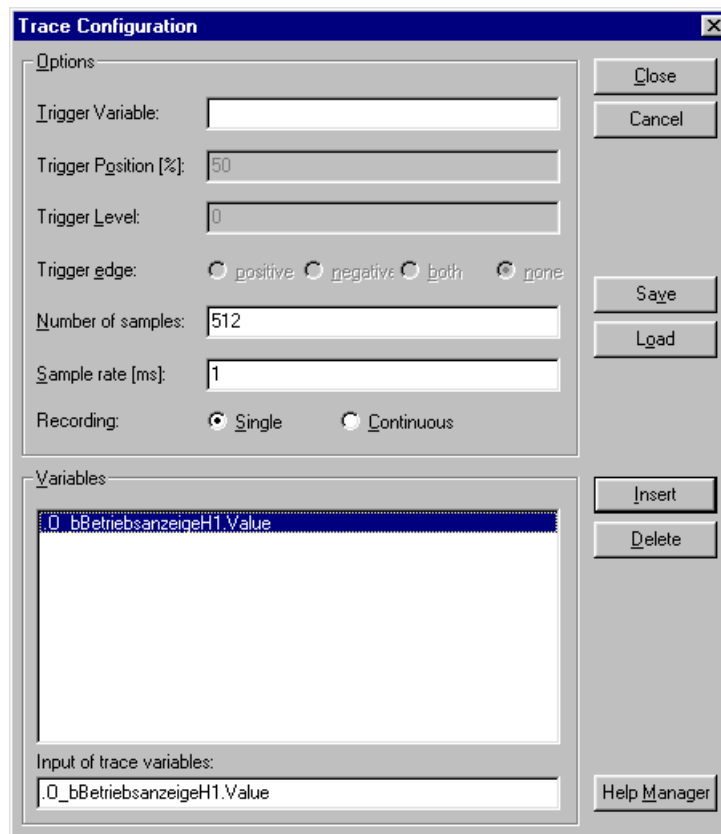 Trace Configuration
Options
Close
Trigger Variable:
Cancel
Trigger Position [%]: 50
Trigger Level: 0
Trigger edge: positive negative both none
Save
Number of samples: 512
Load
Sample rate [ms]: 1
Recording: Single Continuous
Variables
Insert
.O_bBetriebsanzeigeH1.Value
Delete
Input of trace variables:
.O_bBetriebsanzeigeH1.Value
Help Manager